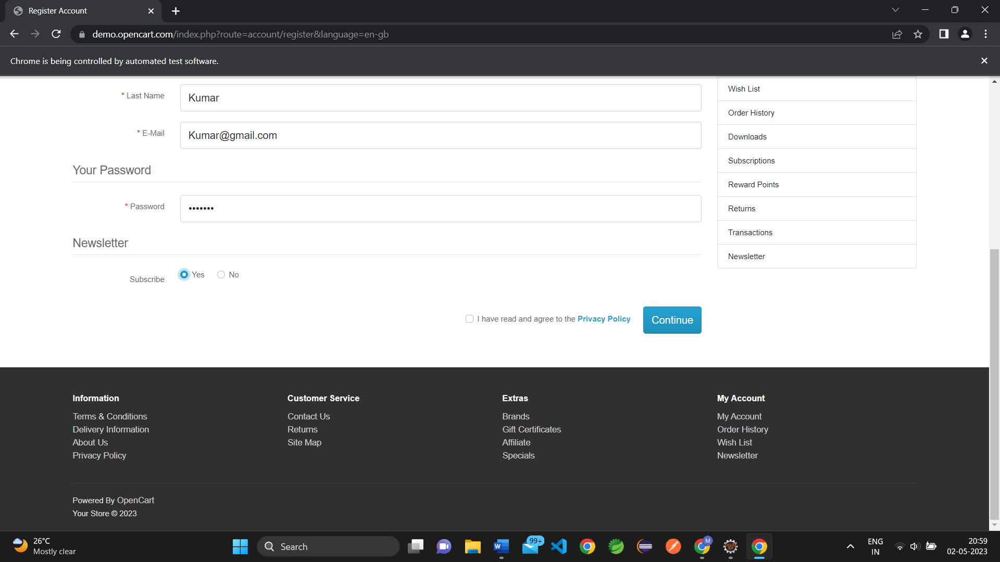 Register Account
demo.opencart.com/index.php?route=account/register&language=en-gb
Chrome is being controlled by automated test software.
* Last Name
Kumar
* E-Mail
Kumar@gmail.com
Your Password
* Password
•••••••
Newsletter
Subscribe
Yes
No
I have read and agree to the Privacy Policy
Continue
Wish List
Order History
Downloads
Subscriptions
Reward Points
Returns
Transactions
Newsletter
Information
Terms & Conditions
Delivery Information
About Us
Privacy Policy
Customer Service
Contact Us
Returns
Site Map
Extras
Brands
Gift Certificates
Affiliate
Specials
My Account
My Account
Order History
Wish List
Newsletter
Powered By OpenCart
Your Store © 2023
26°C
Mostly clear
Search
99+
M
ENG
IN
20:59
02-05-2023